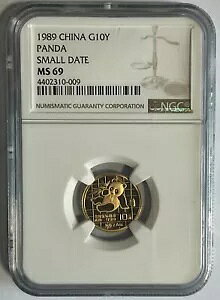 1989 CHINA G10Y
PANDA
SMALL DATE
MS 69
4402310-009
NUMISMATIC GUARANTY CORPORATION
NGC